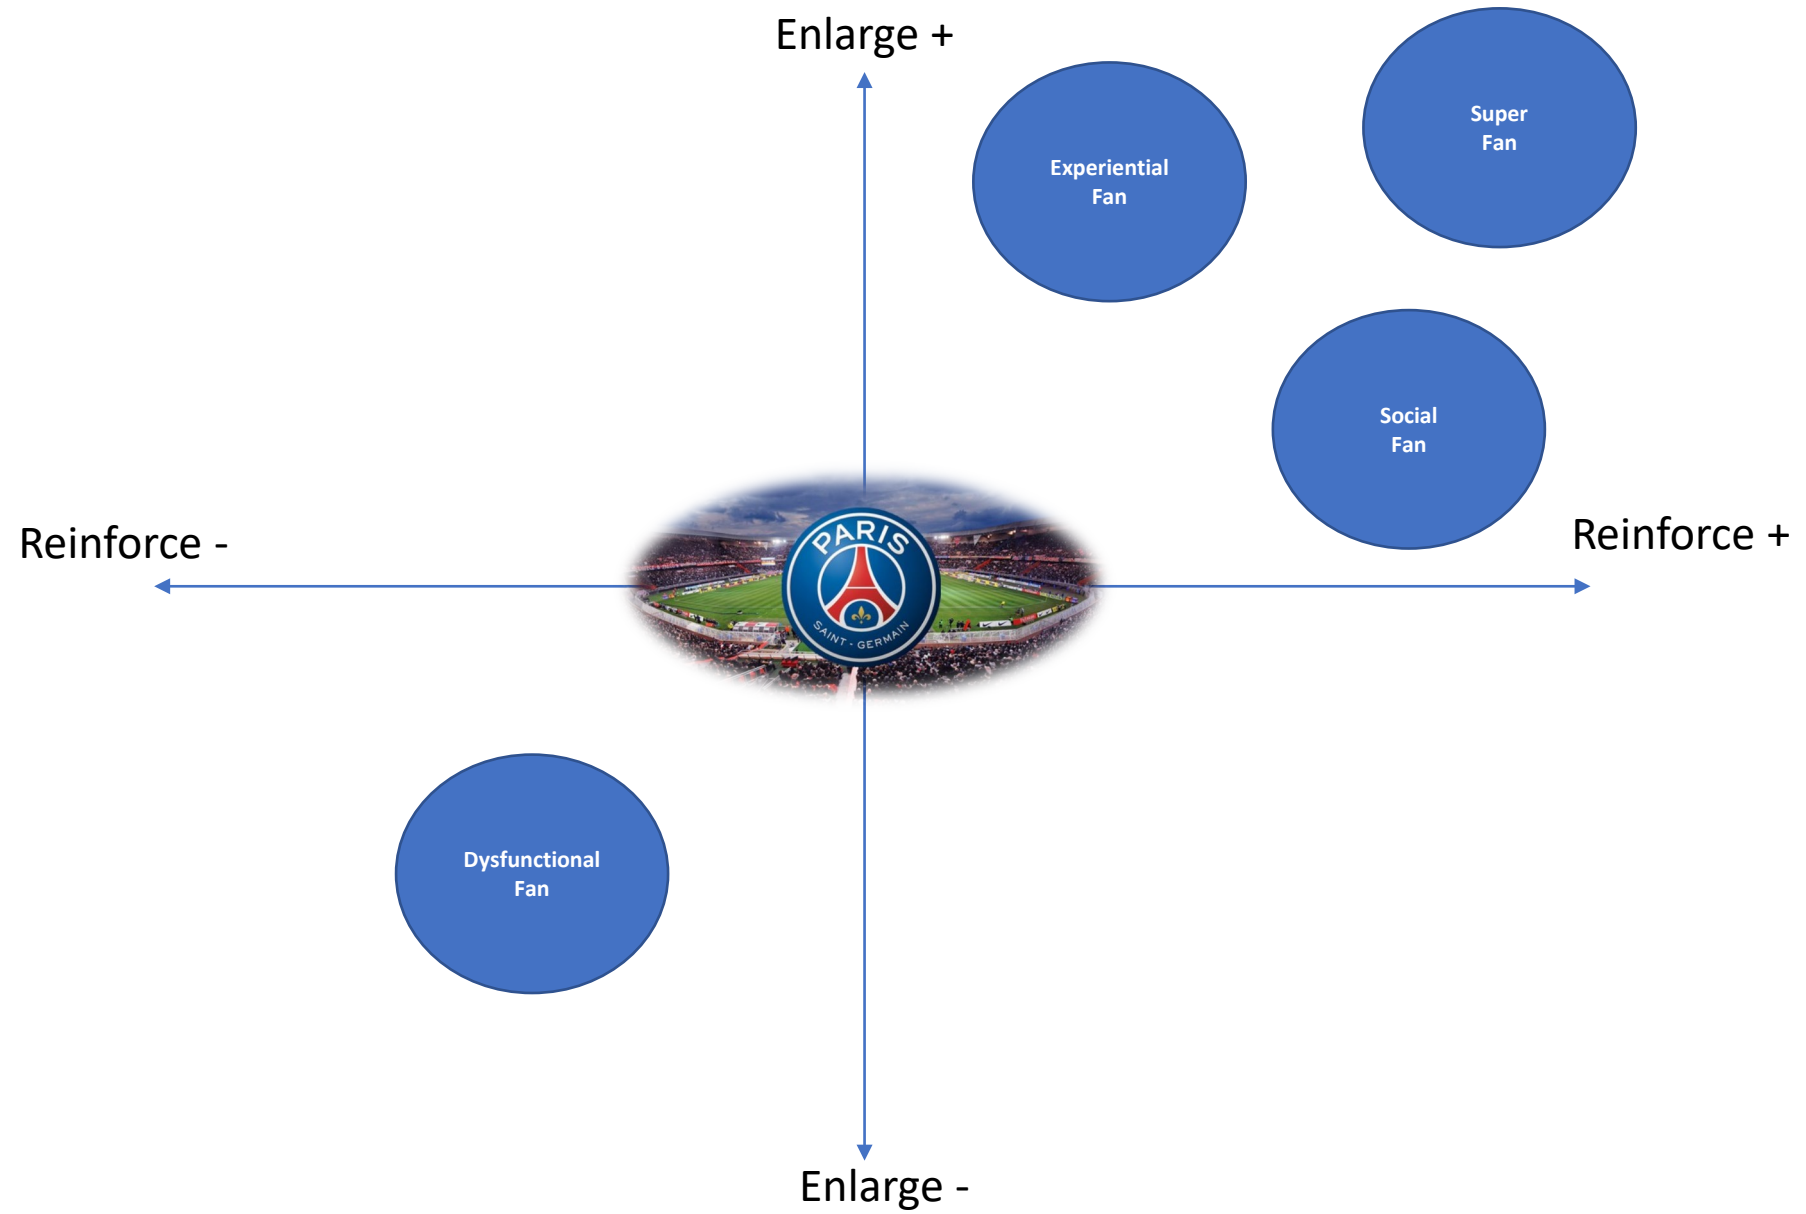 Enlarge +
Super
Fan
Experiential
Fan
Social
Fan
Reinforce -
Reinforce +
PARIS
SAINT - GERMAIN
Dysfunctional
Fan
Enlarge -